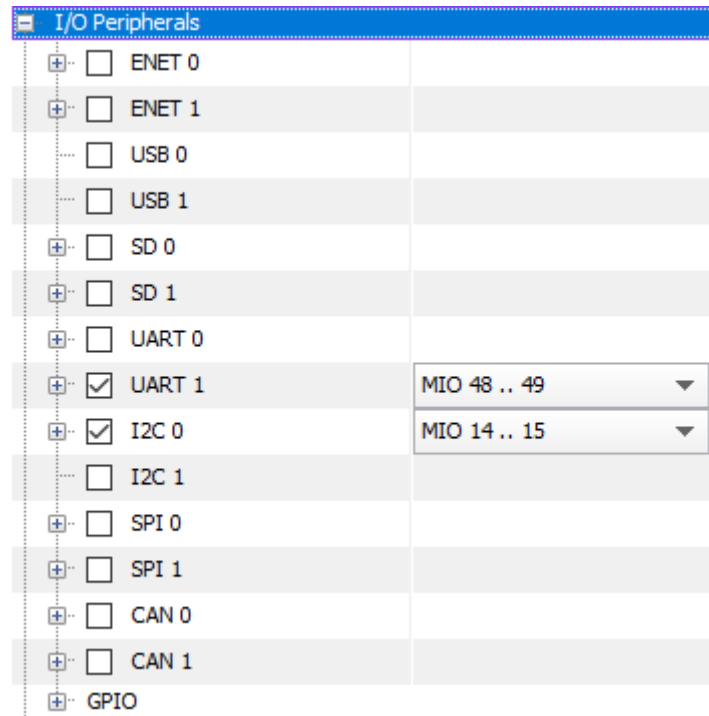 I/O Peripherals
ENET 0
ENET 1
USB 0
USB 1
SD 0
SD 1
UART 0
UART 1 MIO 48 .. 49
I2C 0 MIO 14 .. 15
I2C 1
SPI 0
SPI 1
CAN 0
CAN 1
GPIO